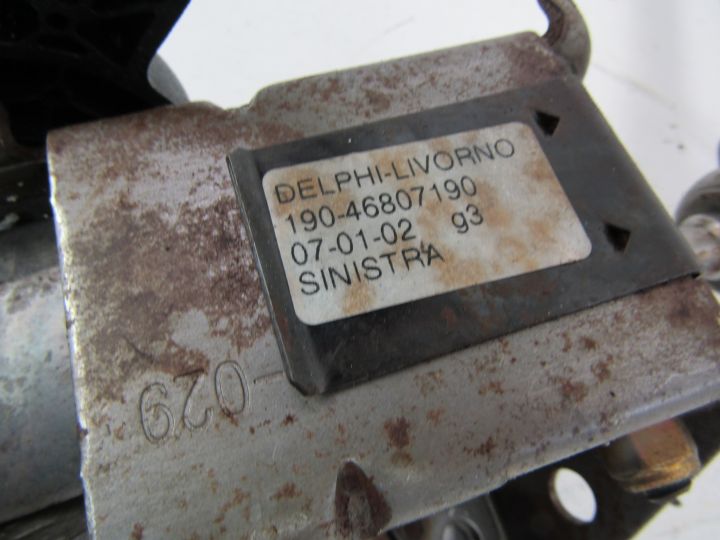 DELPHI-LIVORNO
190-46807190
07-01-02 g3
SINISTRA
-029